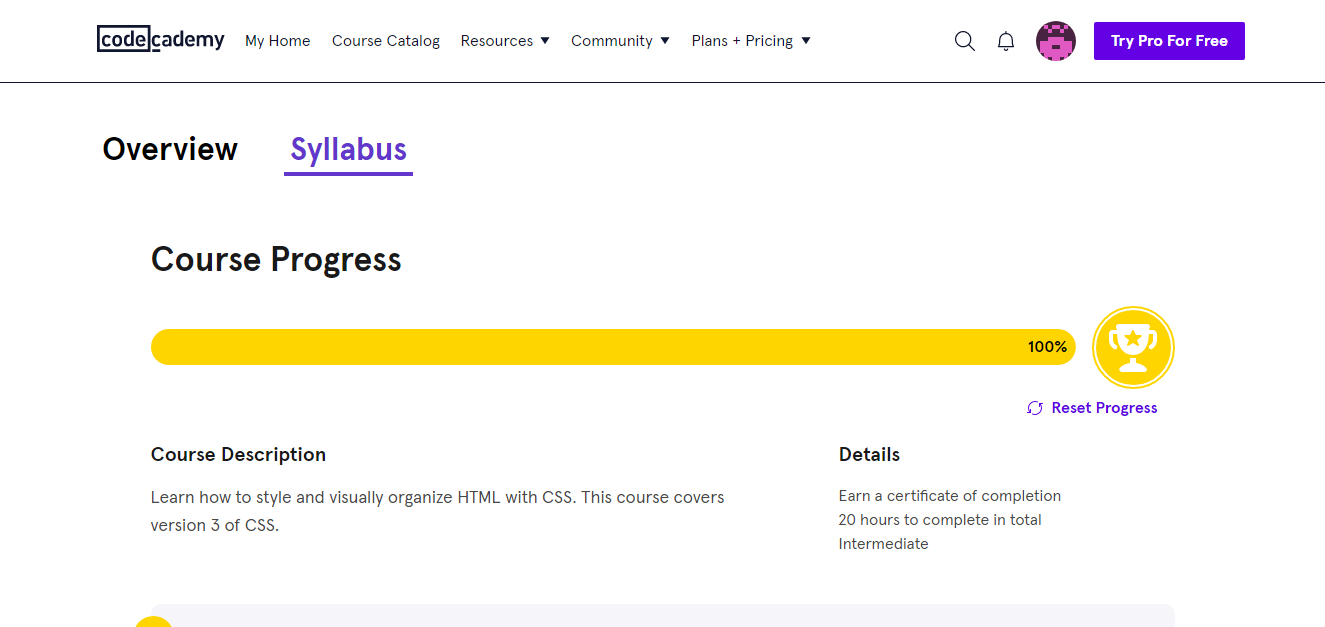 codecademy My Home Course Catalog Resources Community Plans + Pricing Try Pro For Free
Overview Syllabus
Course Progress
100%
Reset Progress
Course Description
Learn how to style and visually organize HTML with CSS. This course covers
version 3 of CSS.
Details
Earn a certificate of completion
20 hours to complete in total
Intermediate